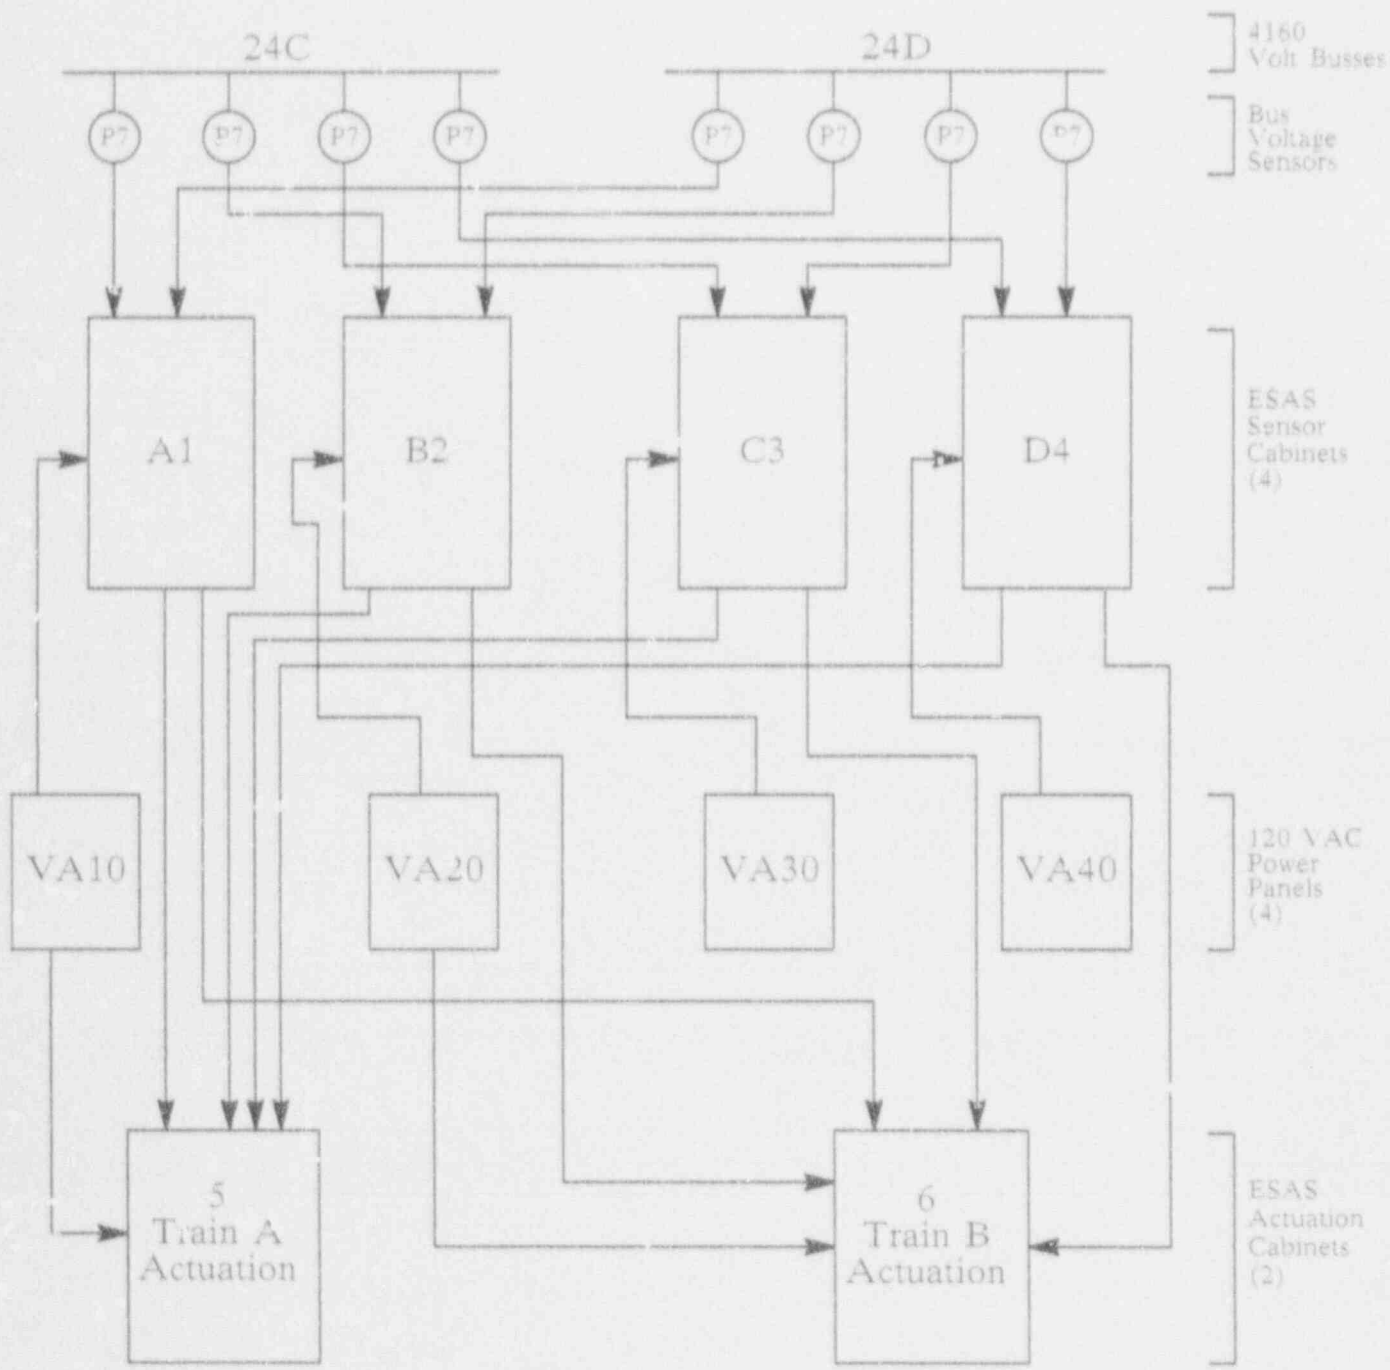 24C
24D
4160
Volt Busses
P7
P7
P7
P7
P7
P7
P7
P7
Bus
Voltage
Sensors
A1
B2
C3
D4
ESAS
Sensor
Cabinets
(4)
VA10
VA20
VA30
VA40
120 VAC
Power
Panels
(4)
5
Train A
Actuation
6
Train B
Actuation
ESAS
Actuation
Cabinets
(2)